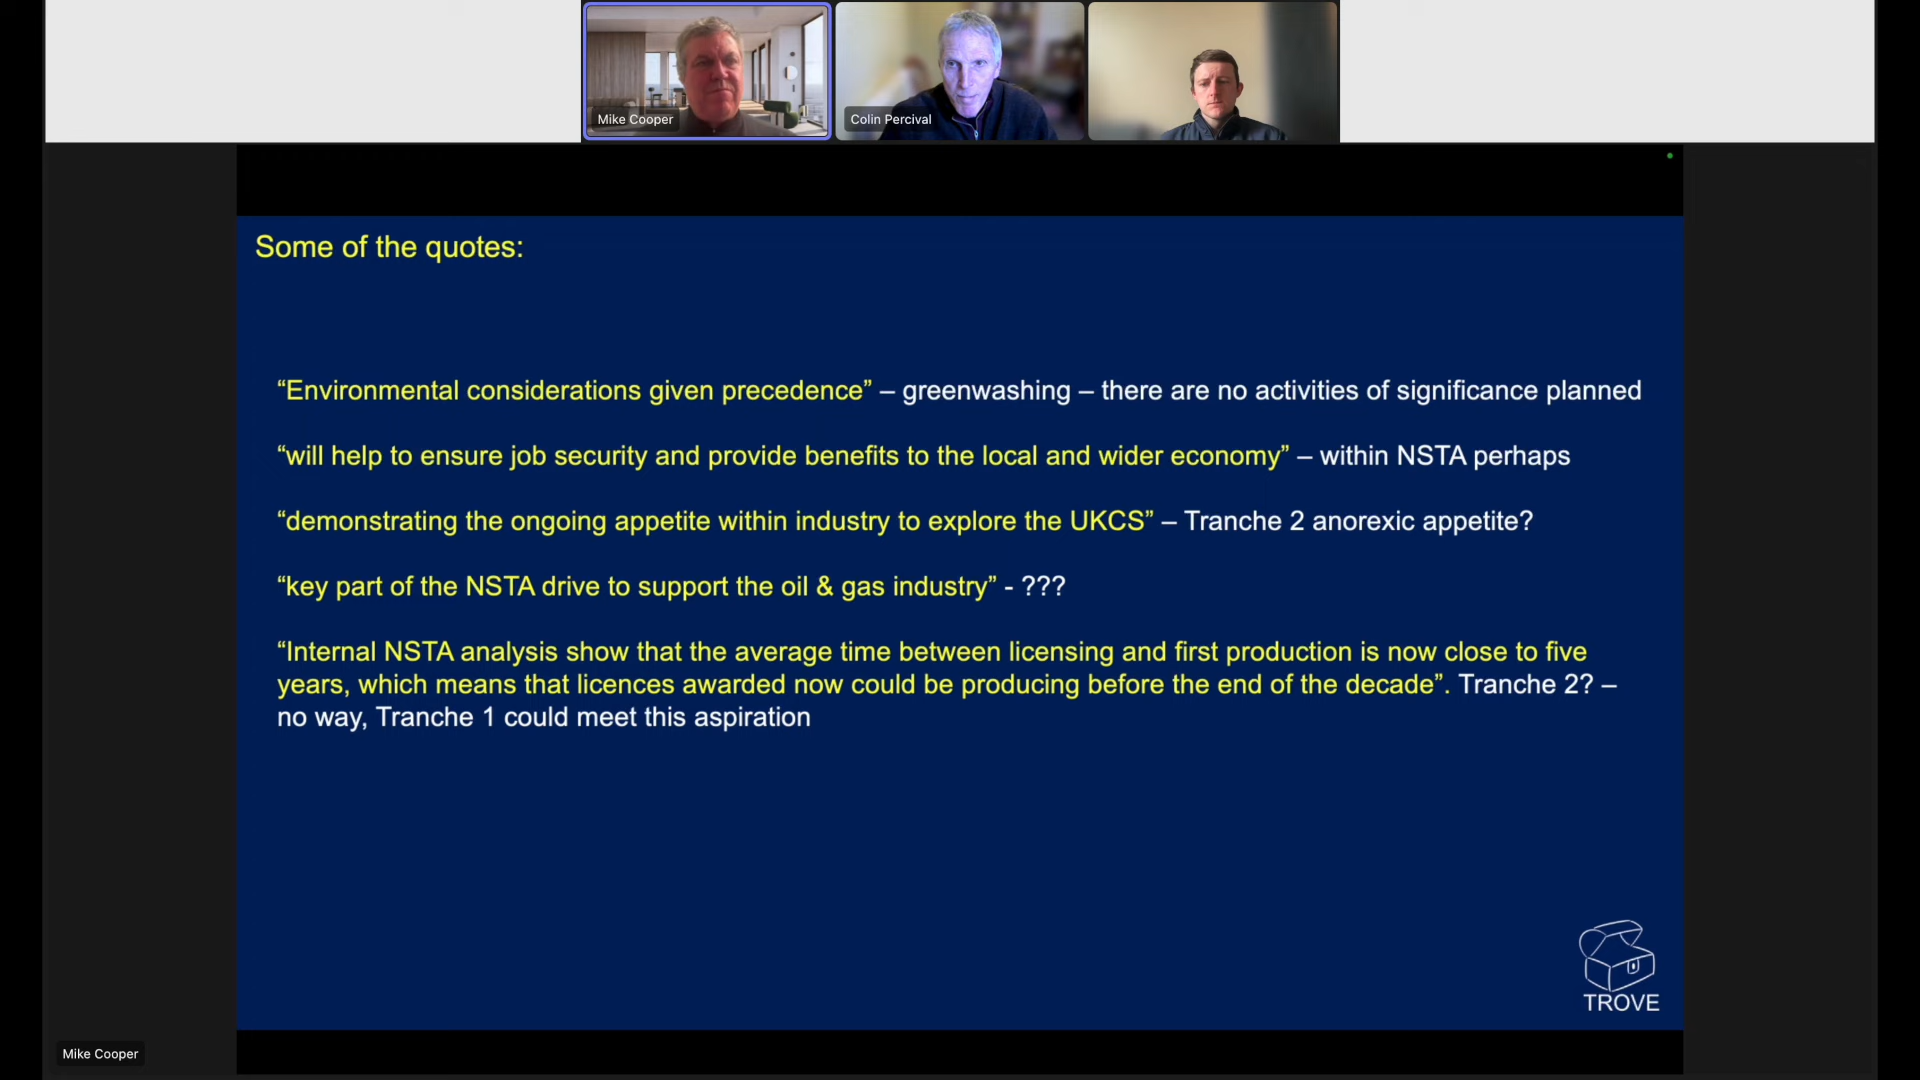 Mike Cooper
Colin Percival
Some of the quotes:
“Environmental considerations given precedence” – greenwashing – there are no activities of significance planned
“will help to ensure job security and provide benefits to the local and wider economy” – within NSTA perhaps
“demonstrating the ongoing appetite within industry to explore the UKCS” – Tranche 2 anorexic appetite?
“key part of the NSTA drive to support the oil & gas industry” - ???
“Internal NSTA analysis show that the average time between licensing and first production is now close to five
years, which means that licences awarded now could be producing before the end of the decade”. Tranche 2? –
no way, Tranche 1 could meet this aspiration
TROVE
Mike Cooper